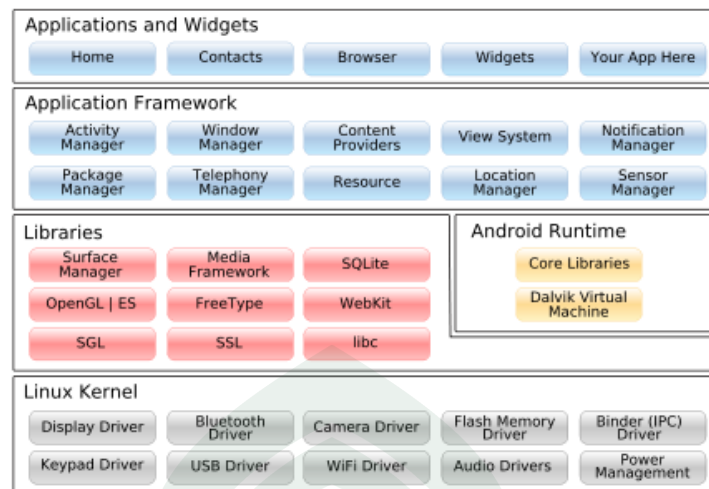 Applications and Widgets
Home
Contacts
Browser
Widgets
Your App Here
Application Framework
Activity
Manager
Window
Manager
Content
Providers
View System
Notification
Manager
Package
Manager
Telephony
Manager
Resource
Location
Manager
Sensor
Manager
Libraries
Surface
Manager
Media
Framework
SQLite
OpenGL | ES
FreeType
WebKit
SGL
SSL
libc
Android Runtime
Core Libraries
Dalvik Virtual
Machine
Linux Kernel
Display Driver
Bluetooth
Driver
Camera Driver
Flash Memory
Driver
Binder (IPC)
Driver
Keypad Driver
USB Driver
WiFi Driver
Audio Drivers
Power
Management